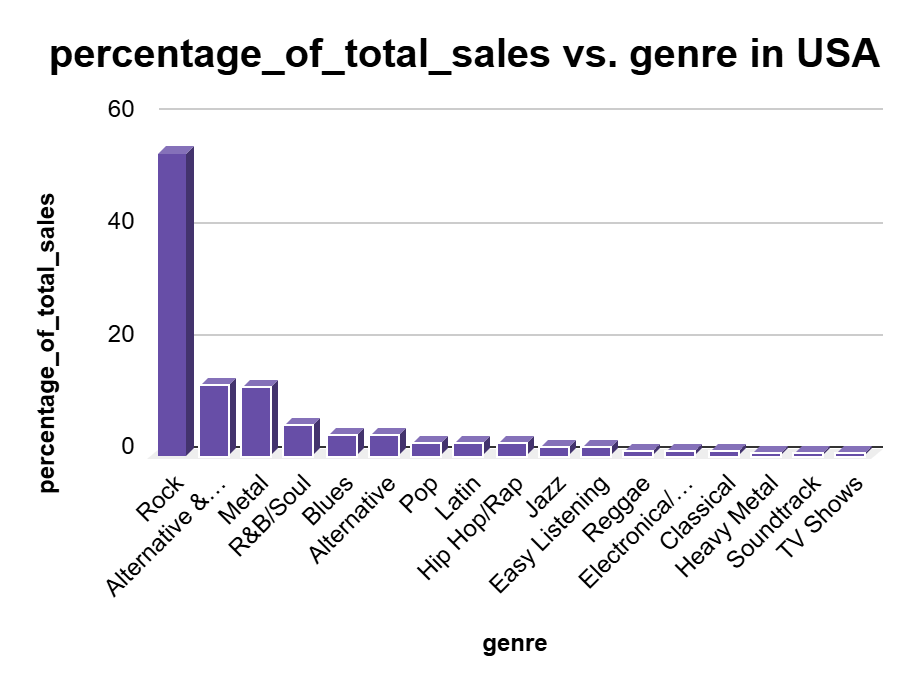 percentage_of_total_sales vs. genre in USA
percentage_of_total_sales
60
40
20
0
Rock
Alternative &…
Metal
R&B/Soul
Blues
Alternative
Pop
Latin
Hip Hop/Rap
Jazz
Easy Listening
Reggae
Electronica/…
Classical
Heavy Metal
Soundtrack
TV Shows
genre